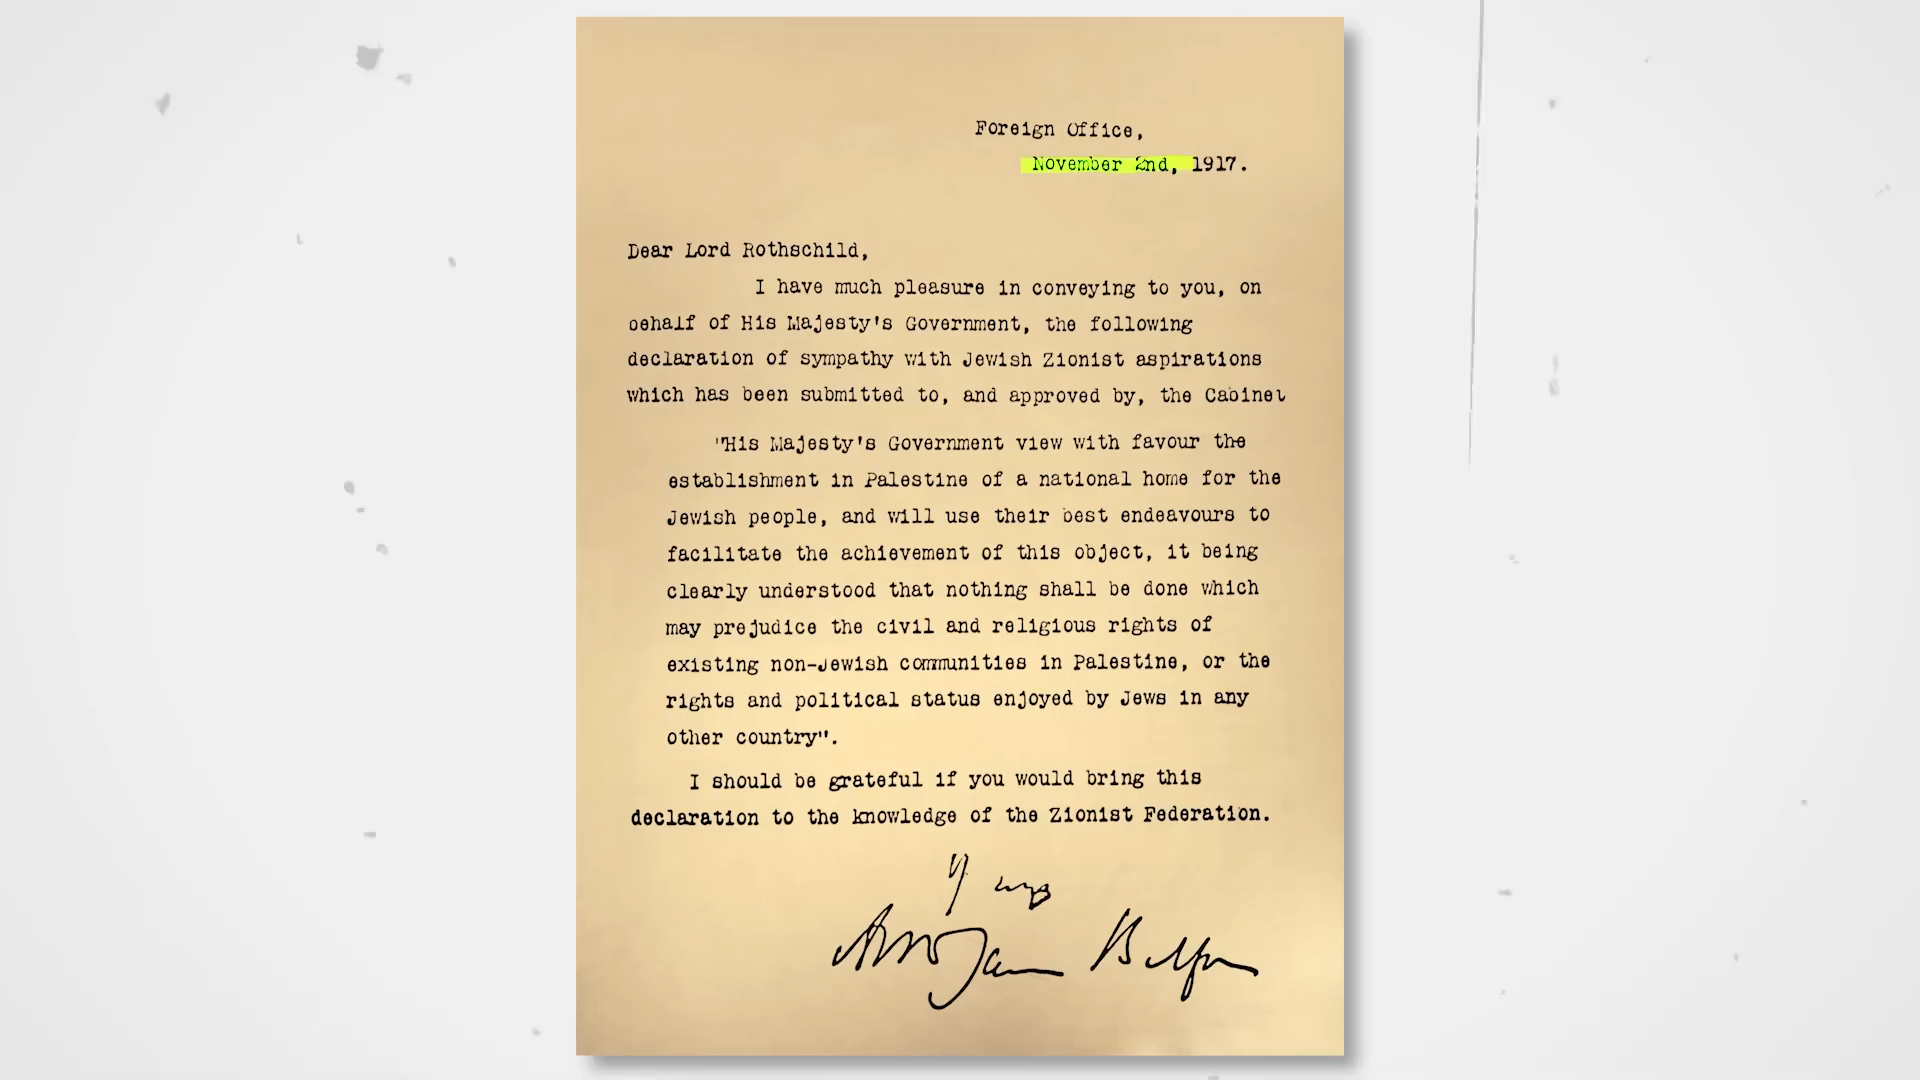 Foreign Office,
November 2nd, 1917.
Dear Lord Rothschild,
I have much pleasure in conveying to you, on
behalf of His Majesty's Government, the following
declaration of sympathy with Jewish Zionist aspirations
which has been submitted to, and approved by, the Cabinet
"His Majesty's Government view with favour the
establishment in Palestine of a national home for the
Jewish people, and will use their best endeavours to
facilitate the achievement of this object, it being
clearly understood that nothing shall be done which
may prejudice the civil and religious rights of
existing non-Jewish communities in Palestine, or the
rights and political status enjoyed by Jews in any
other country".
I should be grateful if you would bring this
declaration to the knowledge of the Zionist Federation.
Arthur James Balfour